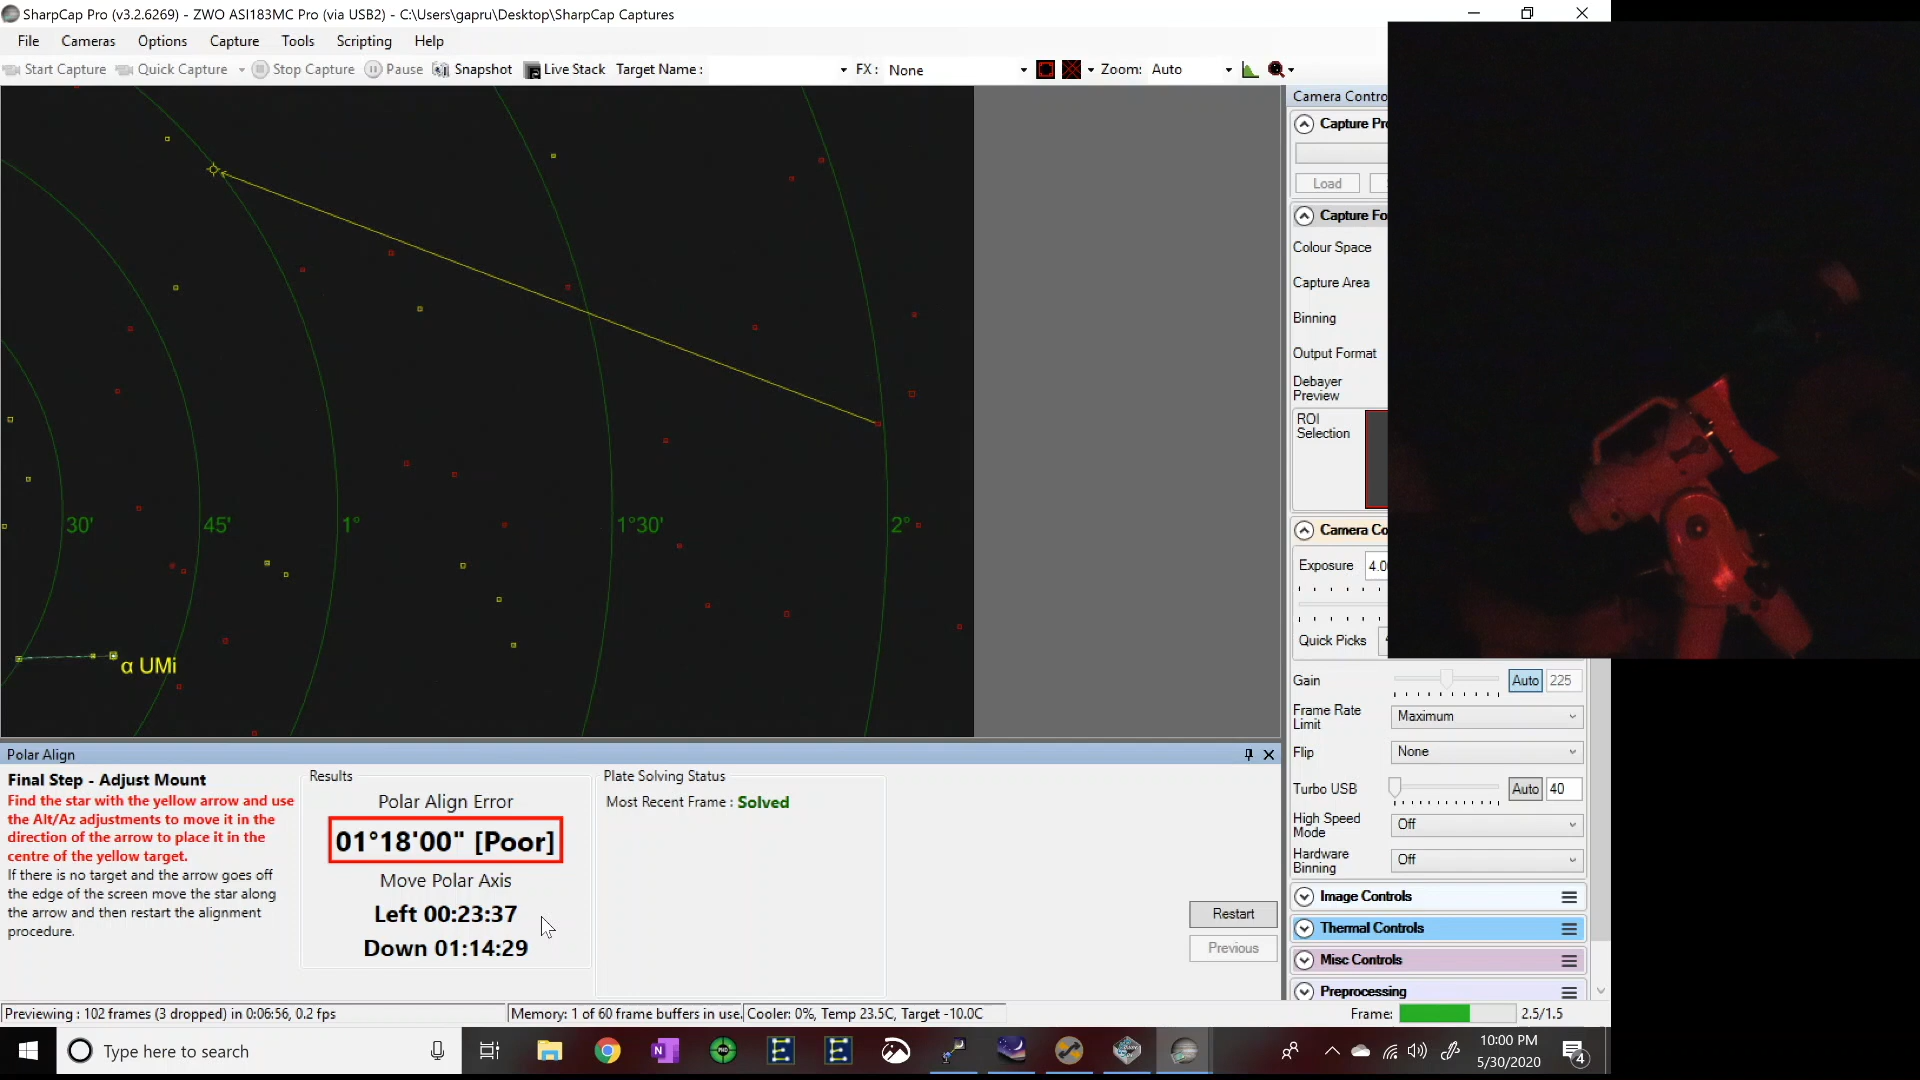 SharpCap Pro (v3.2.6269) - ZWO ASI183MC Pro (via USB2) - C:\Users\gapru\Desktop\SharpCap Captures
File Cameras Options Capture Tools Scripting Help
Start Capture Quick Capture Stop Capture Pause Snapshot Live Stack Target Name : FX : None Zoom: Auto
Camera Contro
Capture Pr
Load
Capture Fo
Colour Space
Capture Area
Binning
Output Format
Debayer
Preview
ROI
Selection
30' 45' 1° 1°30' 2°
α UMi
Camera Co
Exposure 4.0
Quick Picks
Gain Auto 225
Frame Rate
Limit
Maximum
Flip None
Turbo USB Auto 40
High Speed
Mode
Off
Hardware
Binning
Off
Image Controls
Thermal Controls
Misc Controls
Preprocessing
Polar Align
Final Step - Adjust Mount
Find the star with the yellow arrow and use
the Alt/Az adjustments to move it in the
direction of the arrow to place it in the
centre of the yellow target.
If there is no target and the arrow goes off
the edge of the screen move the star along
the arrow and then restart the alignment
procedure.
Results
Polar Align Error
01°18'00" [Poor]
Move Polar Axis
Left 00:23:37
Down 01:14:29
Plate Solving Status
Most Recent Frame : Solved
Restart
Previous
Previewing : 102 frames (3 dropped) in 0:06:56, 0.2 fps
Memory: 1 of 60 frame buffers in use.
Cooler: 0%, Temp 23.5C, Target -10.0C
Frame: 2.5/1.5
Type here to search
10:00 PM
5/30/2020
4